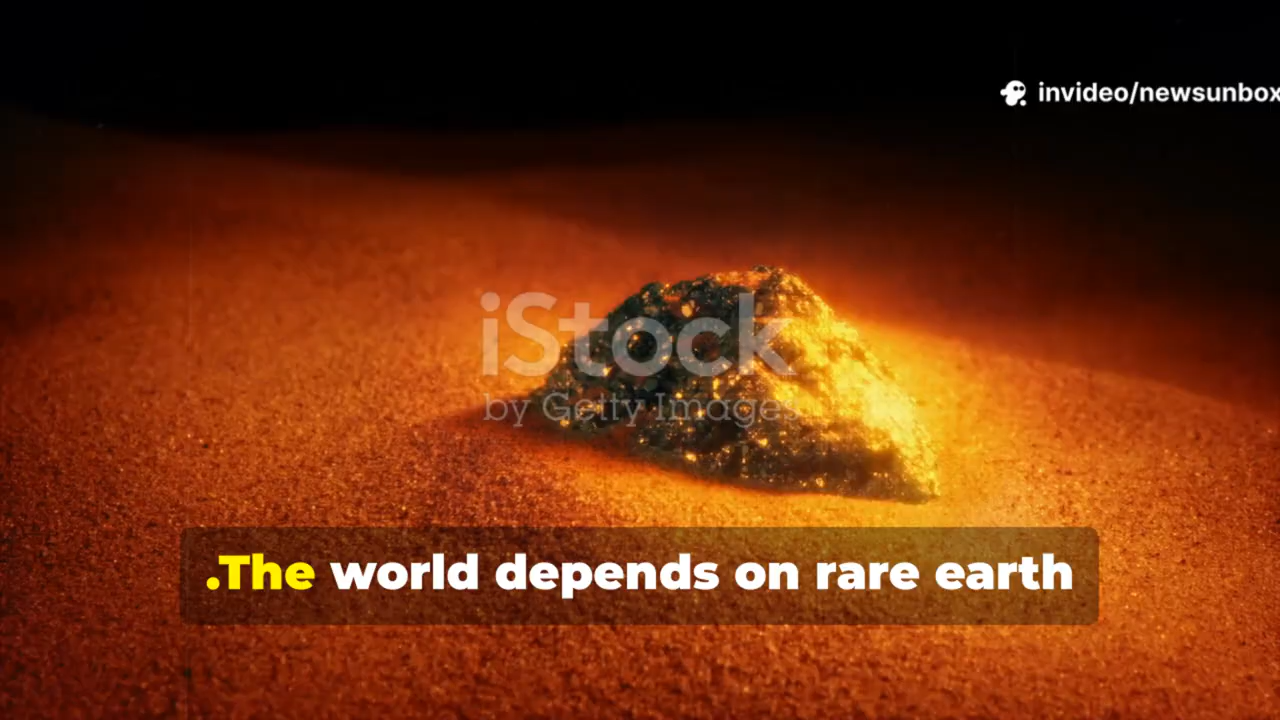 invideo/newsunbox
iStock
by Getty Images
.The world depends on rare earth